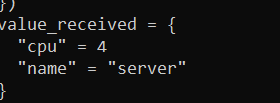 })
value_received = {
  "cpu" = 4
  "name" = "server"
}